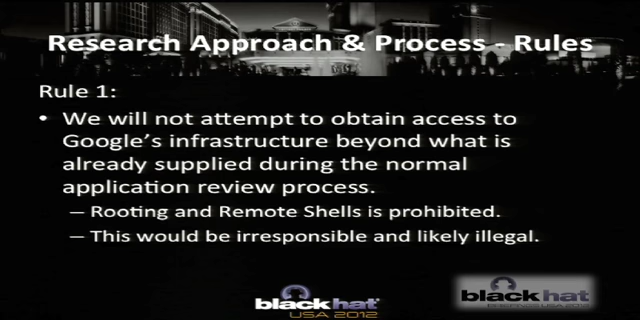 Research Approach & Process - Rules
Rule 1:
• We will not attempt to obtain access to
Google's infrastructure beyond what is
already supplied during the normal
application review process.
– Rooting and Remote Shells is prohibited.
– This would be irresponsible and likely illegal.
black hat
USA 2012
black hat
USA 2012